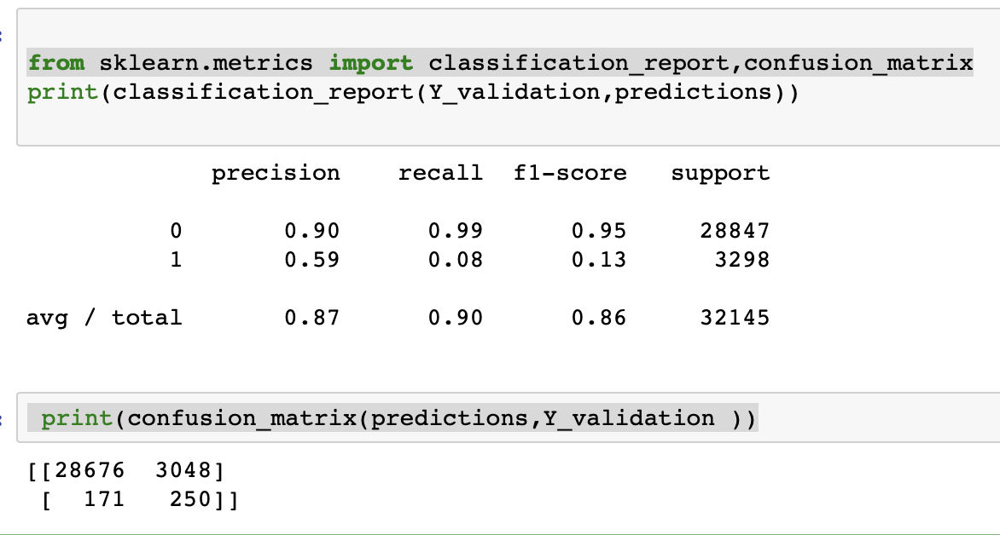 from sklearn.metrics import classification_report,confusion_matrix
print(classification_report(Y_validation,predictions))
precision recall f1-score support
0 0.90 0.99 0.95 28847
1 0.59 0.08 0.13 3298
avg / total 0.87 0.90 0.86 32145
print(confusion_matrix(predictions,Y_validation ))
[[28676 3048]
[ 171 250]]